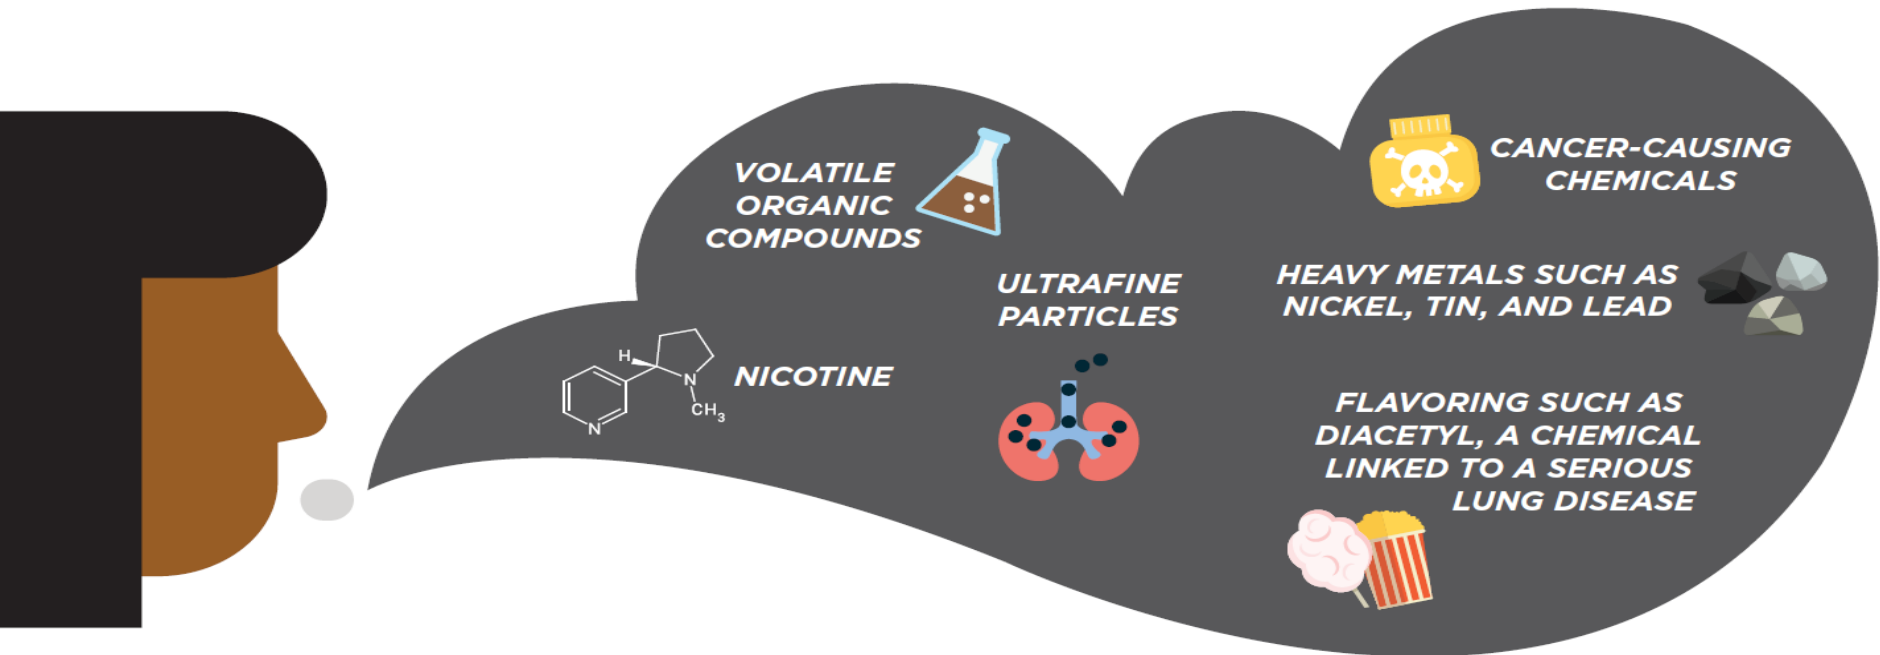 VOLATILE
ORGANIC
COMPOUNDS
ULTRAFINE
PARTICLES
H
N
CH3
N
NICOTINE
CANCER-CAUSING
CHEMICALS
HEAVY METALS SUCH AS
NICKEL, TIN, AND LEAD
FLAVORING SUCH AS
DIACETYL, A CHEMICAL
LINKED TO A SERIOUS
LUNG DISEASE